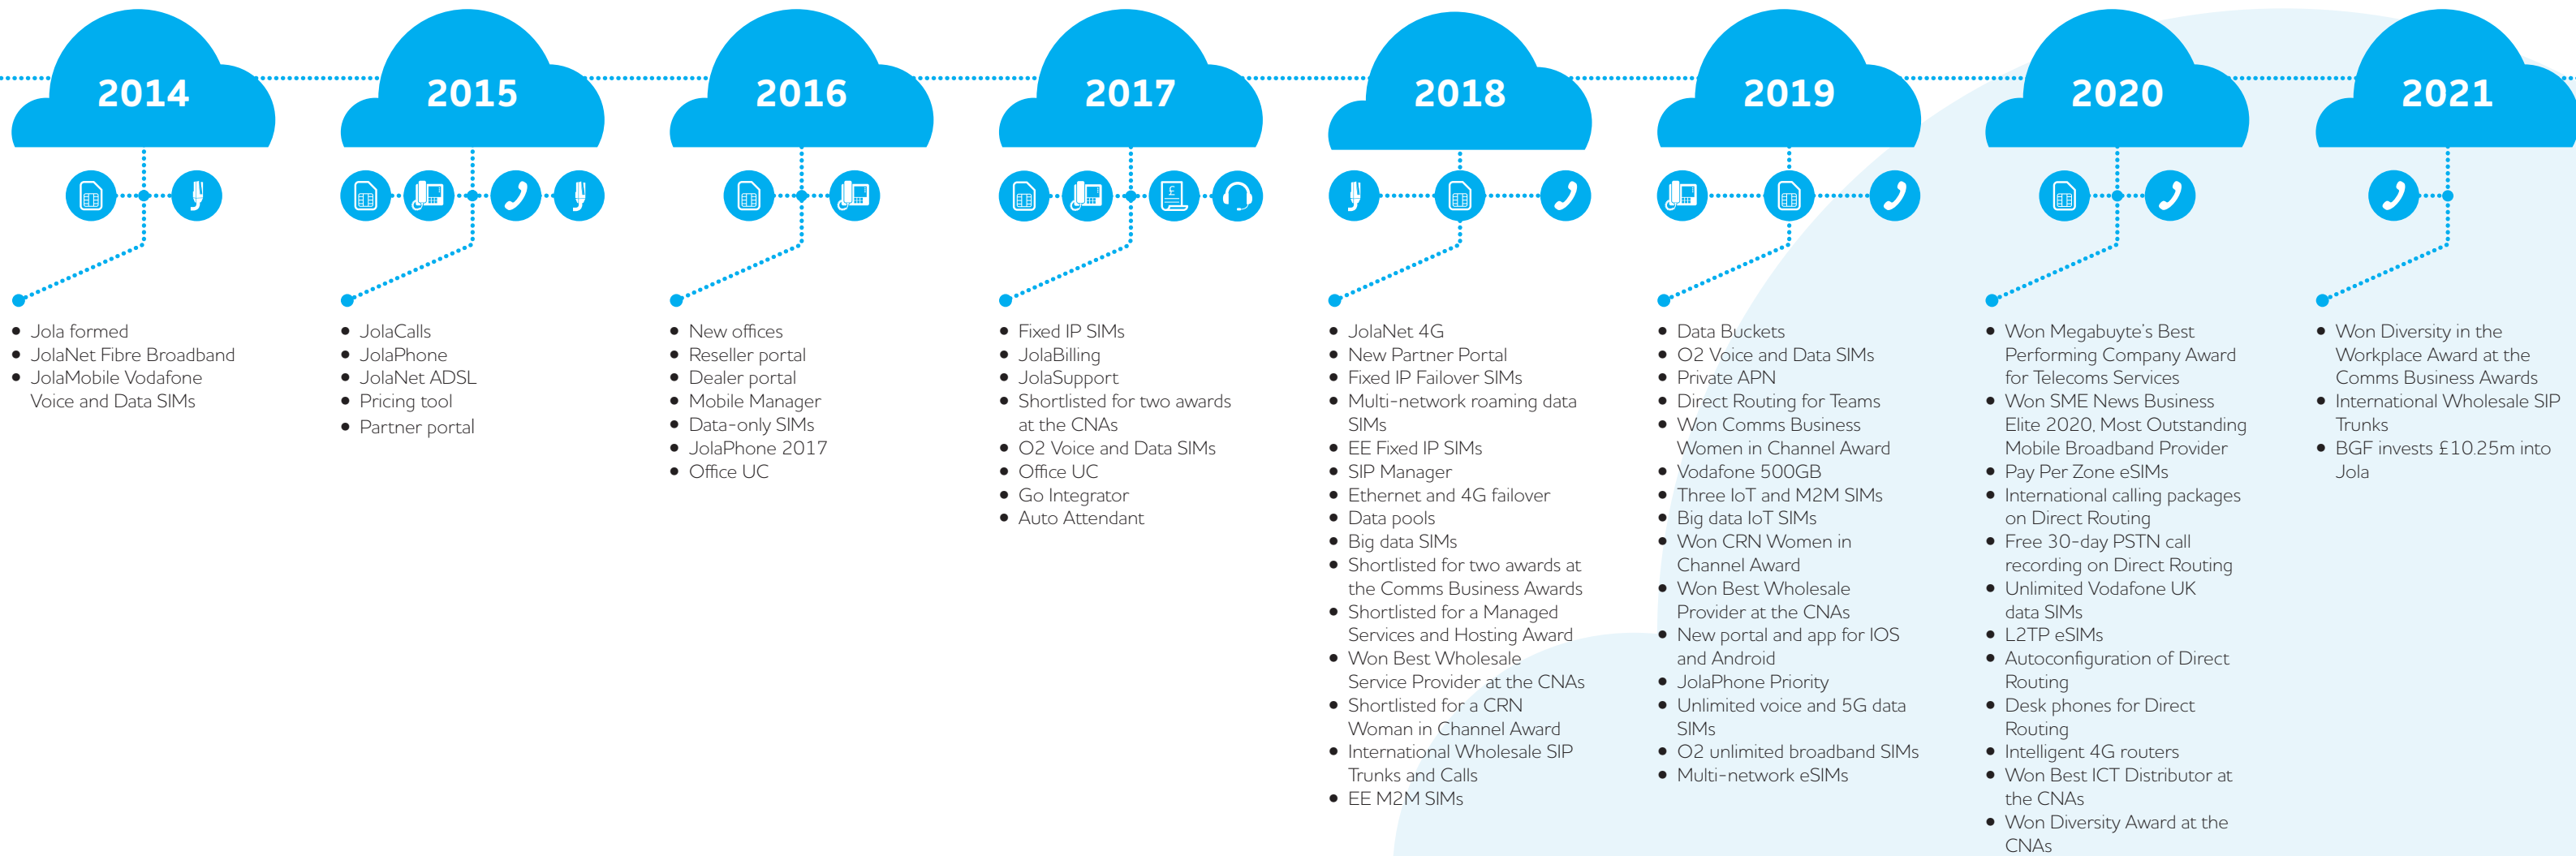 2014
2015
2016
2017
2018
2019
2020
2021
• Jola formed
• JolaNet Fibre Broadband
• JolaMobile Vodafone
Voice and Data SIMs
• JolaCalls
• JolaPhone
• JolaNet ADSL
• Pricing tool
• Partner portal
• New offices
• Reseller portal
• Dealer portal
• Mobile Manager
• Data-only SIMs
• JolaPhone 2017
• Office UC
£
• Fixed IP SIMs
• JolaBilling
• JolaSupport
• Shortlisted for two awards
at the CNAs
• O2 Voice and Data SIMs
• Office UC
• Go Integrator
• Auto Attendant
• JolaNet 4G
• New Partner Portal
• Fixed IP Failover SIMs
• Multi-network roaming data
SIMs
• EE Fixed IP SIMs
• SIP Manager
• Ethernet and 4G failover
• Data pools
• Big data SIMs
• Shortlisted for two awards at
the Comms Business Awards
• Shortlisted for a Managed
Services and Hosting Award
• Won Best Wholesale
Service Provider at the CNAs
• Shortlisted for a CRN
Woman in Channel Award
• International Wholesale SIP
Trunks and Calls
• EE M2M SIMs
• Data Buckets
• O2 Voice and Data SIMs
• Private APN
• Direct Routing for Teams
• Won Comms Business
Women in Channel Award
• Vodafone 500GB
• Three IoT and M2M SIMs
• Big data IoT SIMs
• Won CRN Women in
Channel Award
• Won Best Wholesale
Provider at the CNAs
• New portal and app for IOS
and Android
• JolaPhone Priority
• Unlimited voice and 5G data
SIMs
• O2 unlimited broadband SIMs
• Multi-network eSIMs
• Won Megabuyte's Best
Performing Company Award
for Telecoms Services
• Won SME News Business
Elite 2020, Most Outstanding
Mobile Broadband Provider
• Pay Per Zone eSIMs
• International calling packages
on Direct Routing
• Free 30-day PSTN call
recording on Direct Routing
• Unlimited Vodafone UK
data SIMs
• L2TP eSIMs
• Autoconfiguration of Direct
Routing
• Desk phones for Direct
Routing
• Intelligent 4G routers
• Won Best ICT Distributor at
the CNAs
• Won Diversity Award at the
CNAs
• Won Diversity in the
Workplace Award at the
Comms Business Awards
• International Wholesale SIP
Trunks
• BGF invests £10.25m into
Jola